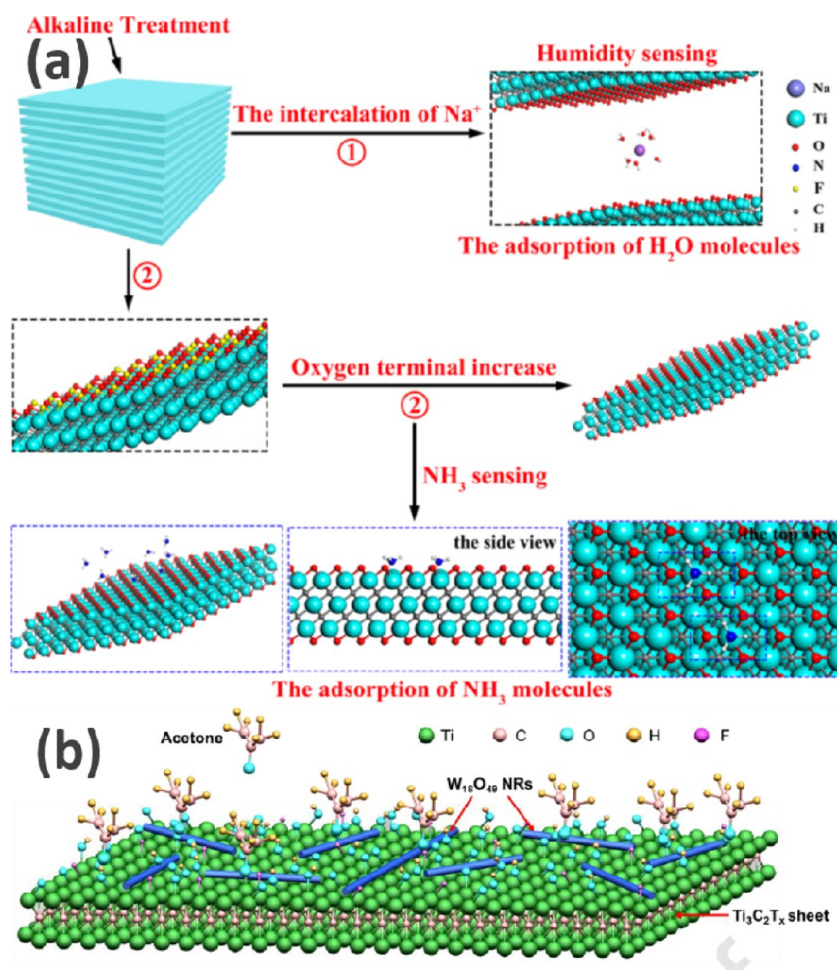 Alkaline Treatment
(a)
Humidity sensing
The intercalation of Na⁺
①
Na
Ti
O
N
F
C
H
The adsorption of H₂O molecules
②
Oxygen terminal increase
②
NH₃ sensing
the side view
the top view
The adsorption of NH₃ molecules
(b)
Acetone
Ti C O H F
W₁₈O₄₉ NRs
Ti₃C₂Tₓ sheet
c